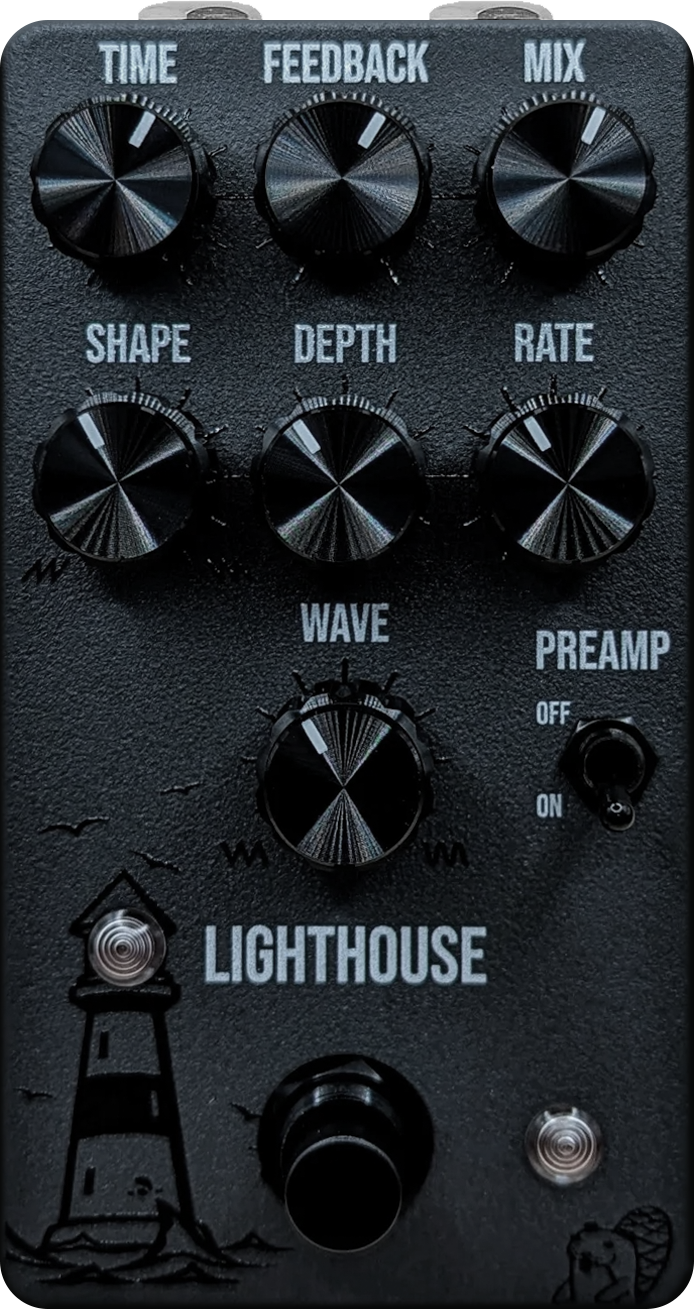 TIME FEEDBACK MIX
SHAPE DEPTH RATE
WAVE
PREAMP
OFF
ON
LIGHTHOUSE